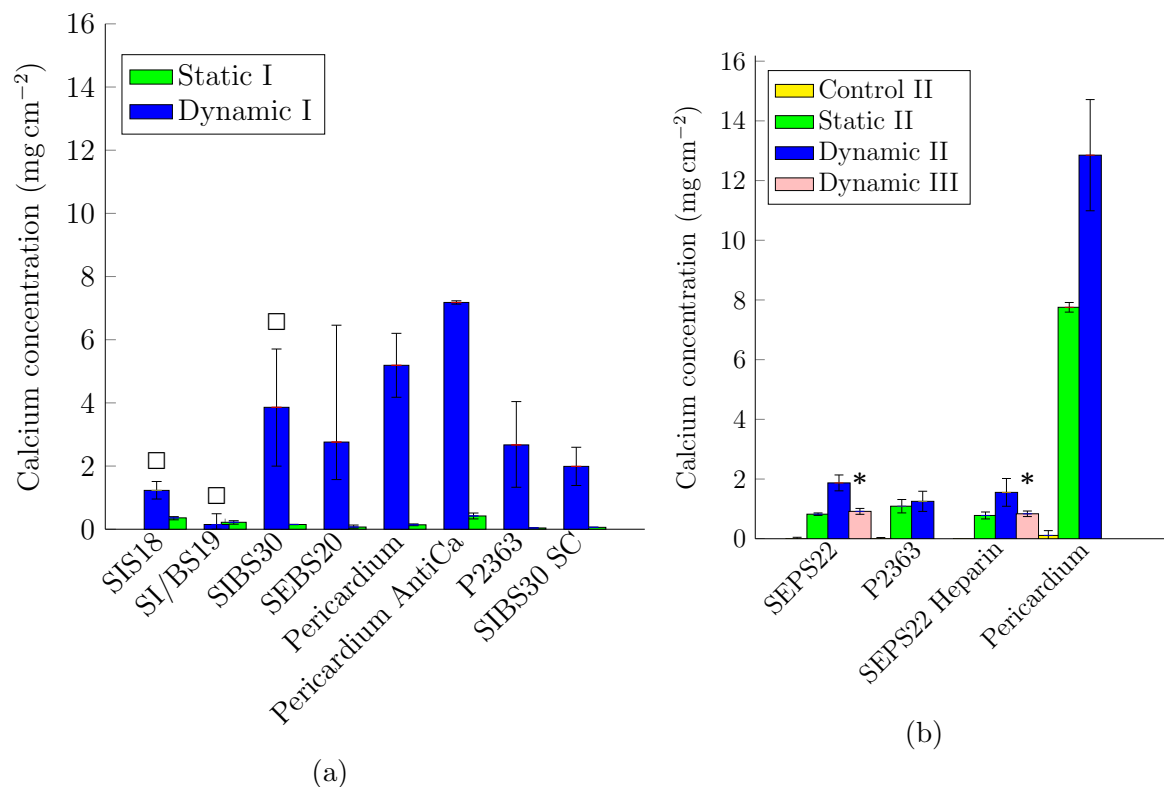 16
14
12
10
8
6
4
2
0
Calcium concentration (mg cm⁻²)
Static I
Dynamic I
□
□
□
SIS18
SI/BS19
SIBS30
SEBS20
Pericardium
Pericardium AntiCa
P2363
SIBS30 SC
(a)
16
14
12
10
8
6
4
2
0
Calcium concentration (mg cm⁻²)
Control II
Static II
Dynamic II
Dynamic III
*
*
SEPS22
P2363
SEPS22 Heparin
Pericardium
(b)